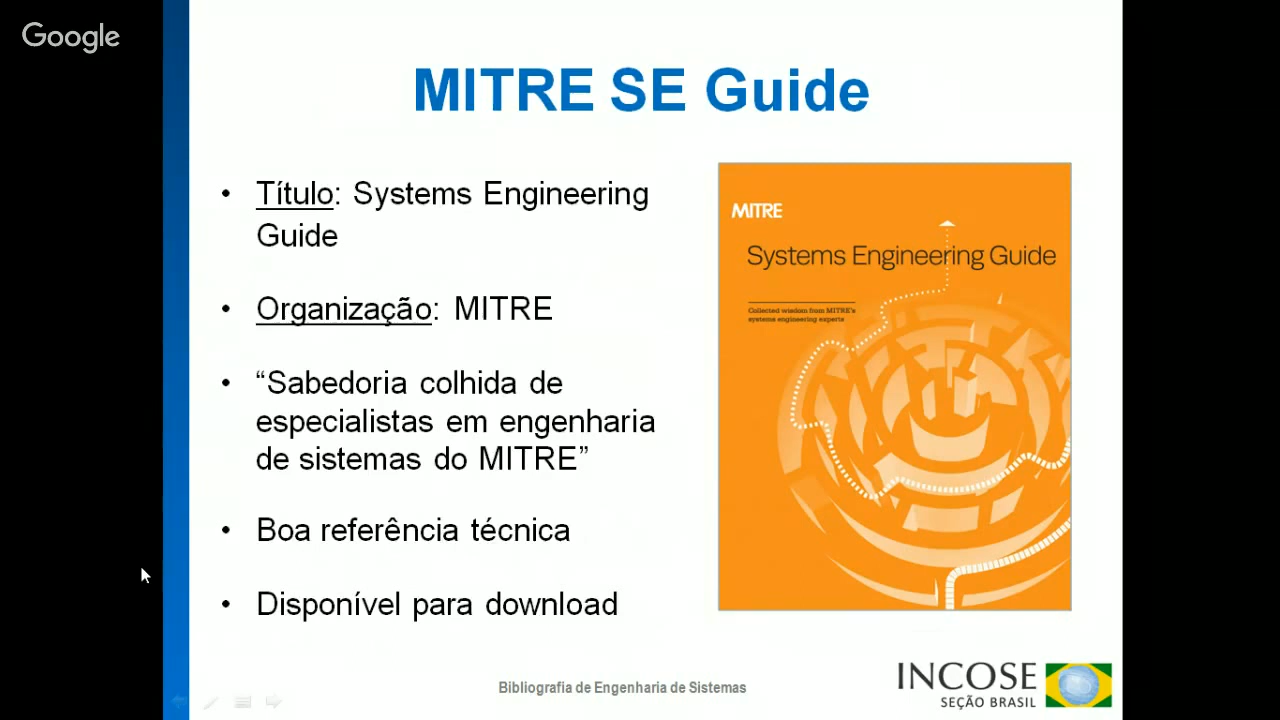 Google
MITRE SE Guide
• Título: Systems Engineering
Guide
• Organização: MITRE
• “Sabedoria colhida de
especialistas em engenharia
de sistemas do MITRE”
• Boa referência técnica
• Disponível para download
MITRE
Systems Engineering Guide
Collected wisdom from MITRE's
systems engineering experts
Bibliografia de Engenharia de Sistemas
INCOSE
SEÇÃO BRASIL